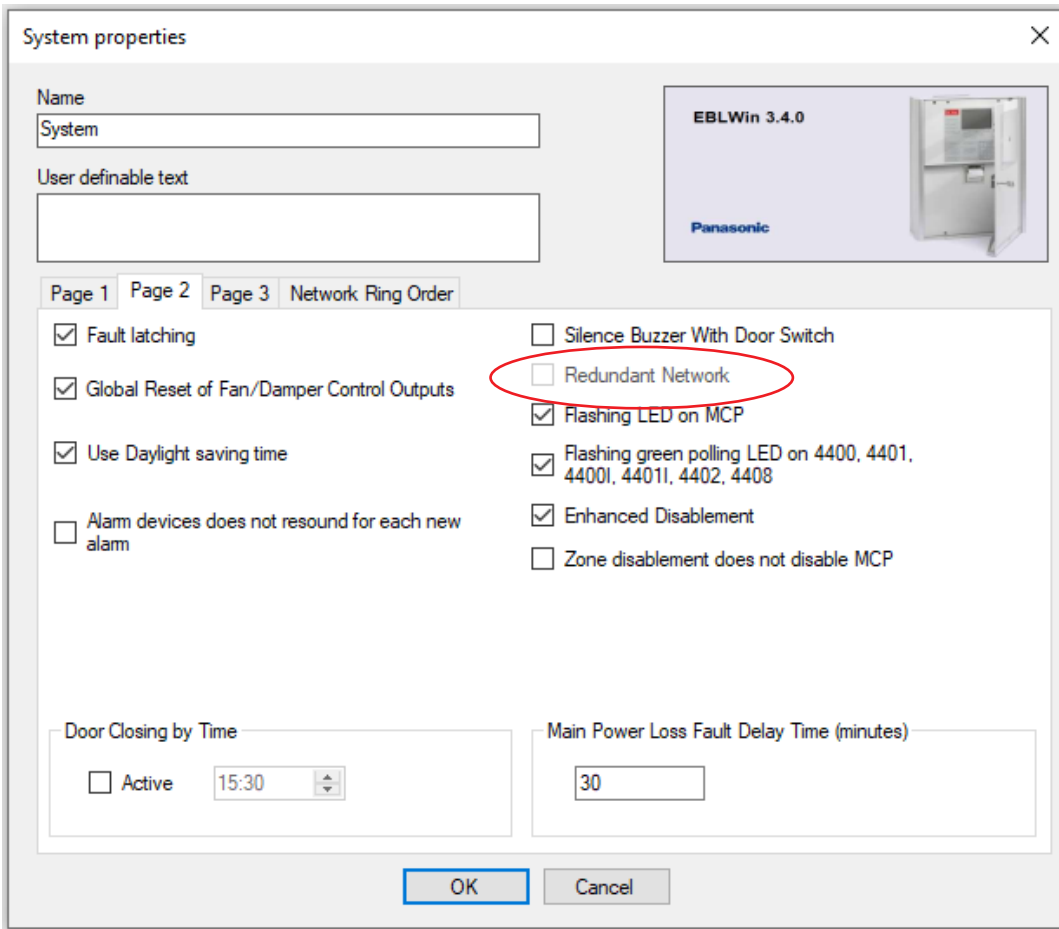 System properties
Name
System
EBLWin 3.4.0
User definable text
Panasonic
Page 1 Page 2 Page 3 Network Ring Order
Fault latching
Global Reset of Fan/Damper Control Outputs
Use Daylight saving time
Alarm devices does not resound for each new
alarm
Silence Buzzer With Door Switch
Redundant Network
Flashing LED on MCP
Flashing green polling LED on 4400, 4401,
4400I, 4401I, 4402, 4408
Enhanced Disablement
Zone disablement does not disable MCP
Door Closing by Time
Active 15:30
Main Power Loss Fault Delay Time (minutes)
30
OK Cancel